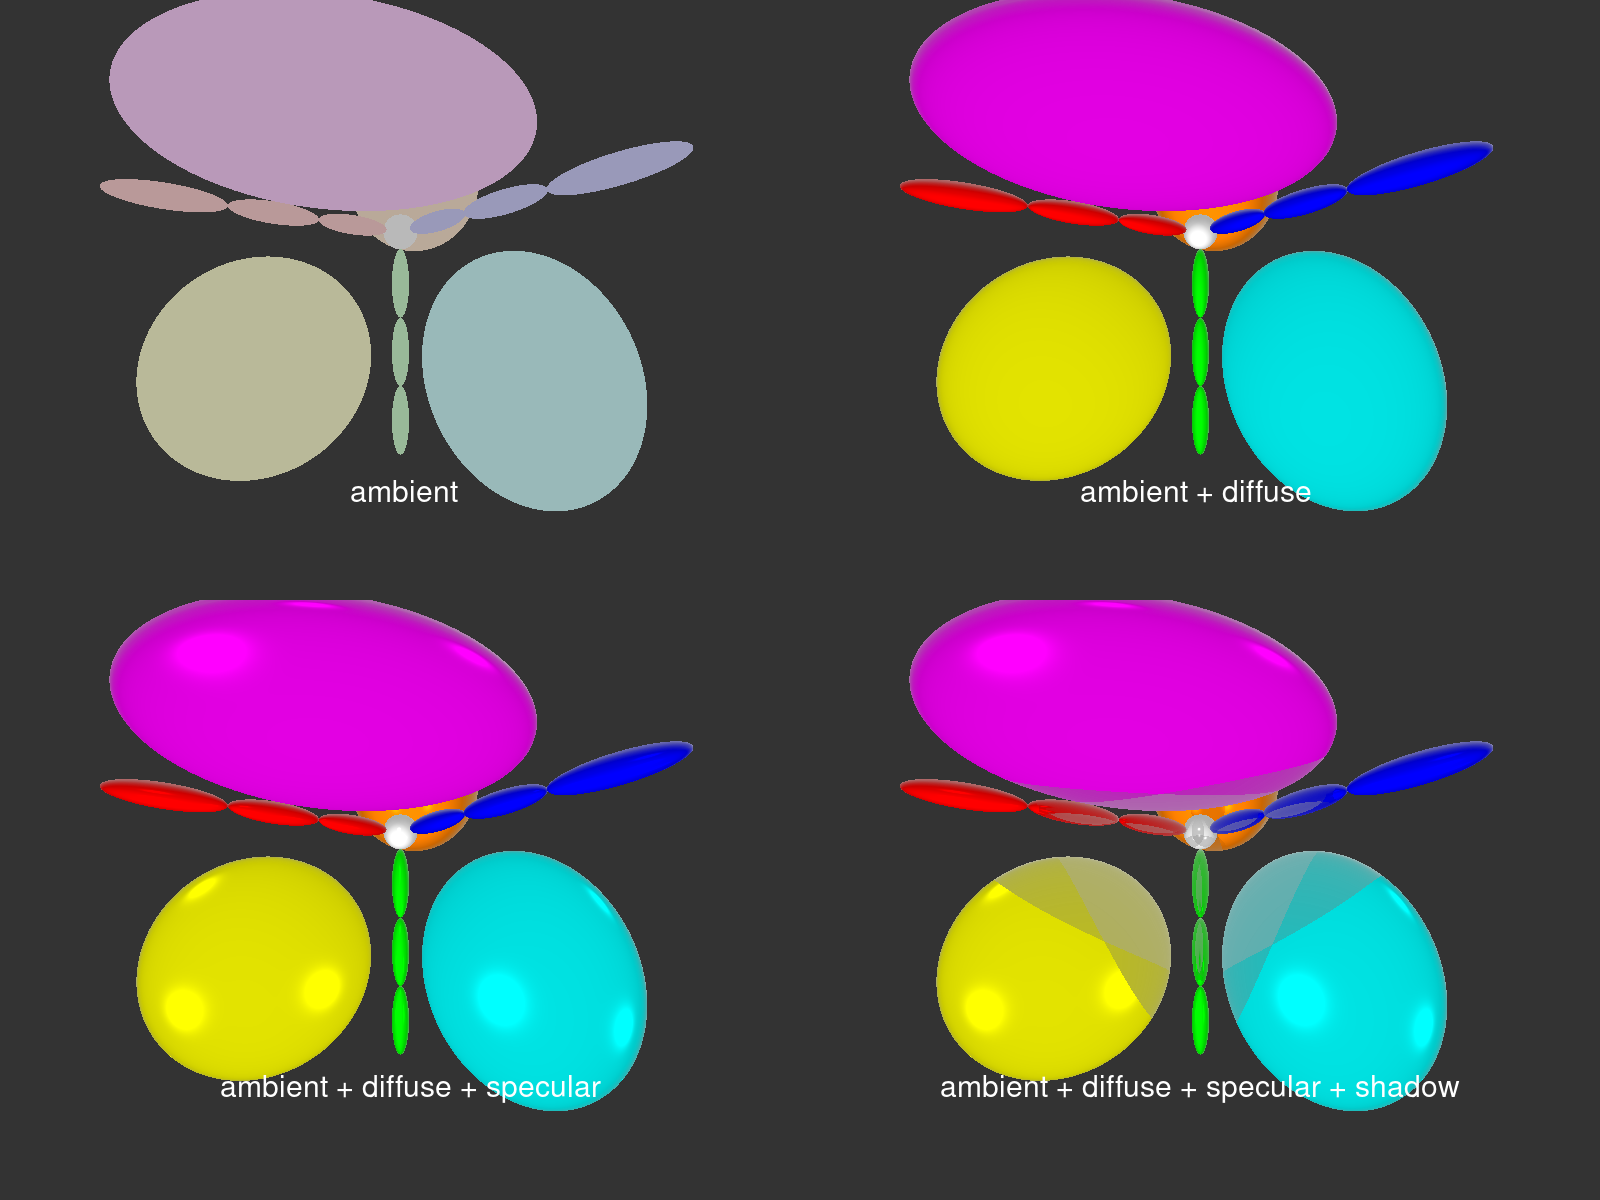 ambient
ambient + diffuse
ambient + diffuse + specular
ambient + diffuse + specular + shadow